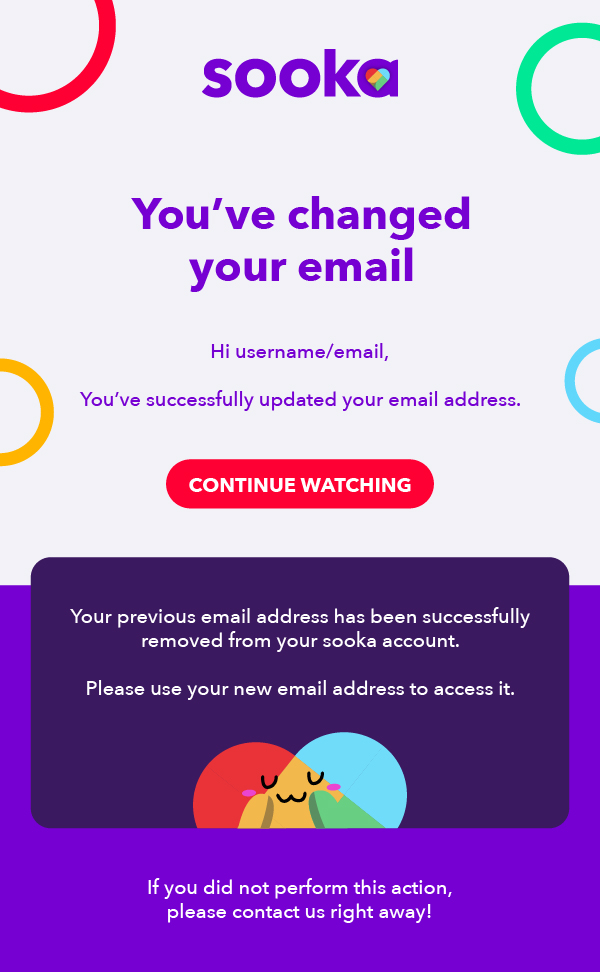 sooka
You’ve changed
your email
Hi username/email,
You’ve successfully updated your email address.
CONTINUE WATCHING
Your previous email address has been successfully
removed from your sooka account.
Please use your new email address to access it.
If you did not perform this action,
please contact us right away!